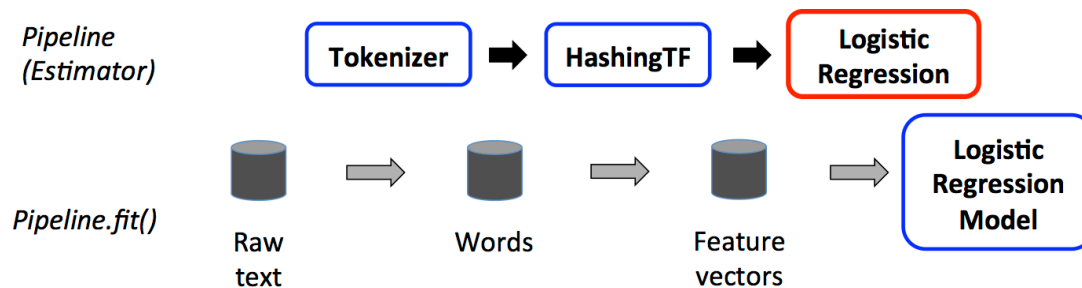 Pipeline
(Estimator)
Tokenizer
HashingTF
Logistic
Regression
Pipeline.fit()
Raw
text
Words
Feature
vectors
Logistic
Regression
Model